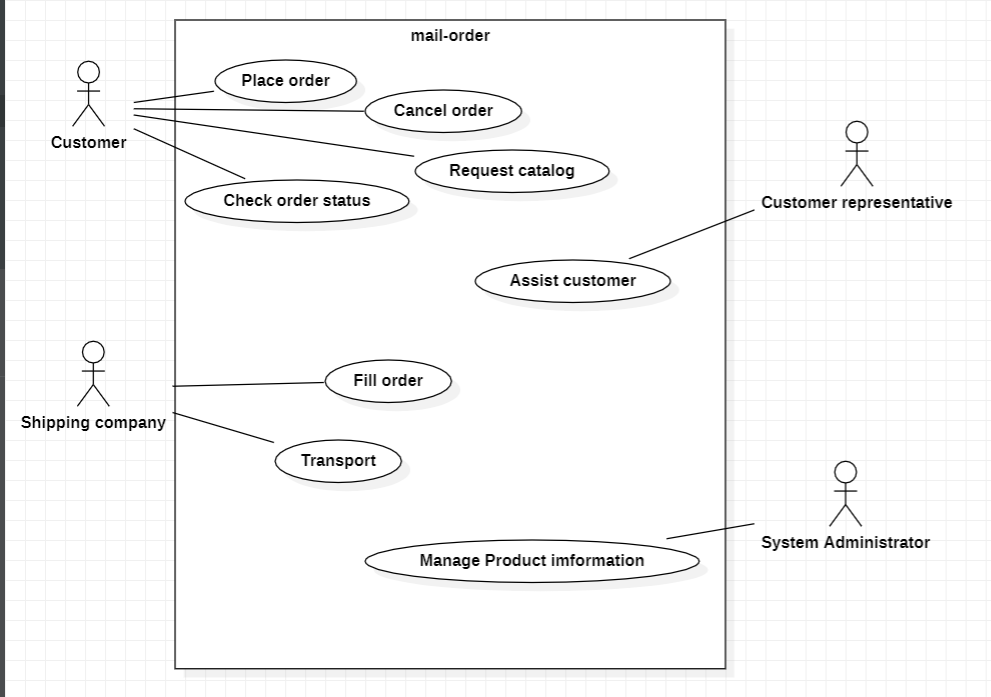 mail-order
Place order
Cancel order
Customer
Request catalog
Check order status
Customer representative
Assist customer
Fill order
Shipping company
Transport
System Administrator
Manage Product imformation